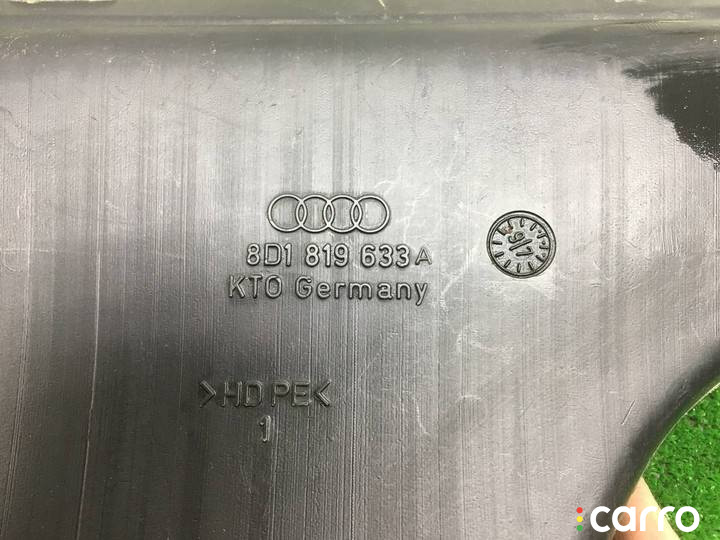 8D1 819 633 A
KTO Germany
>HD PE<
1
carro